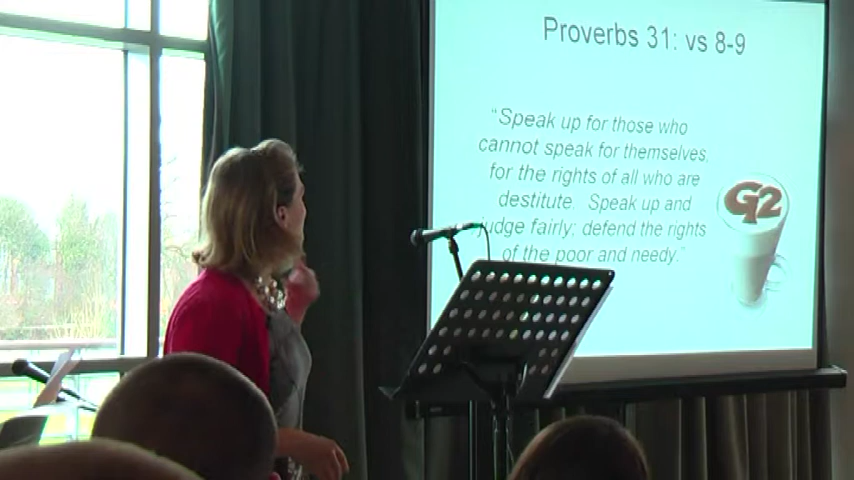 Proverbs 31: vs 8-9
"Speak up for those who
cannot speak for themselves,
for the rights of all who are
destitute. Speak up and
judge fairly; defend the rights
of the poor and needy."
G2